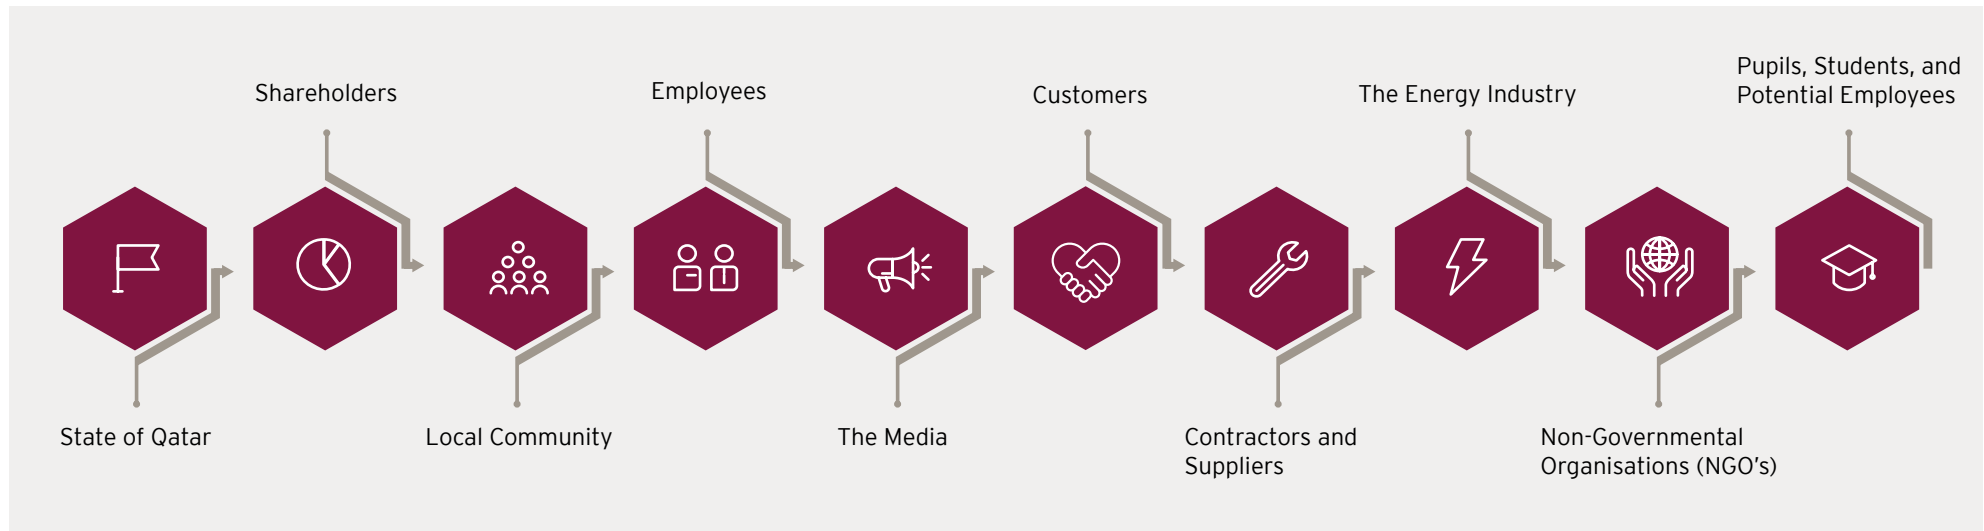 Shareholders
Employees
Customers
The Energy Industry
Pupils, Students, and
Potential Employees
State of Qatar
Local Community
The Media
Contractors and
Suppliers
Non-Governmental
Organisations (NGO's)